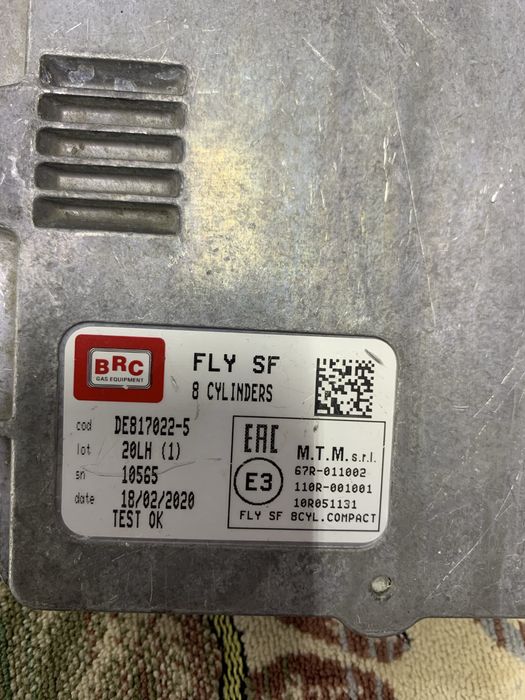 BRC
GAS EQUIPMENT
FLY SF
8 CYLINDERS
cod DE817022-5
lot 20LH (1)
sn 10565
date 18/02/2020
TEST OK
EAC
E3
M.T.M. s.r.l.
67R-011002
110R-001001
10R051131
FLY SF 8CYL.COMPACT